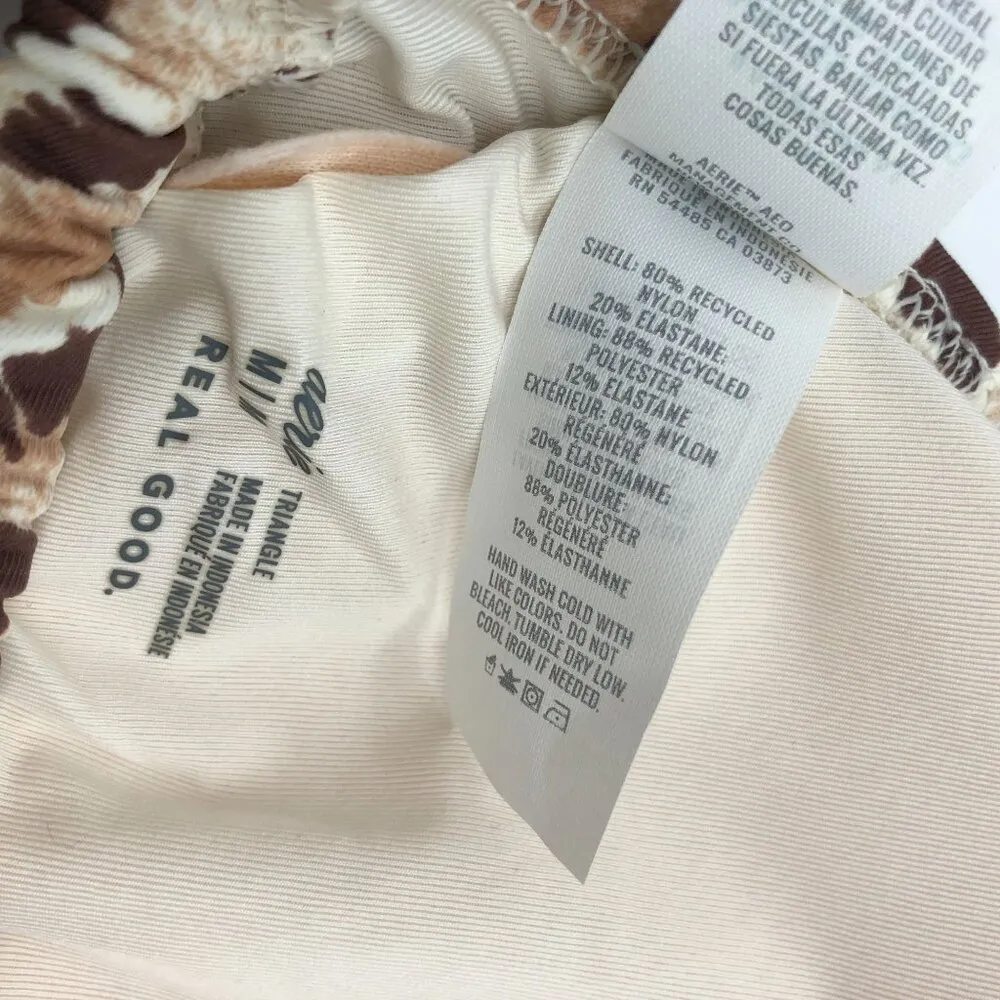 REAL
CA CUIDAR
ÍCULAS, CARCAJADAS,
MARATONES DE
SIESTAS, BAILAR COMO
SI FUERA LA ÚLTIMA VEZ.
TODAS ESAS
COSAS BUENAS.
AERIE™ AEO
FABRIQUE EN INDONÉSIE
RN 54485 CA 03873
SHELL: 80% RECYCLED
NYLON
20% ELASTANE;
LINING: 88% RECYCLED
POLYESTER
12% ELASTANE
EXTÉRIEUR: 80% NYLON
RÉGÉNÉRÉ
20% ÉLASTHANNE;
DOUBLURE:
88% POLYESTER
RÉGÉNÉRÉ
12% ÉLASTHANNE
HAND WASH COLD WITH
LIKE COLORS. DO NOT
BLEACH. TUMBLE DRY LOW.
COOL IRON IF NEEDED.
aerie
REAL GOOD.
TRIANGLE
MADE IN INDONESIA
FABRIQUÉ EN INDONÉSIE